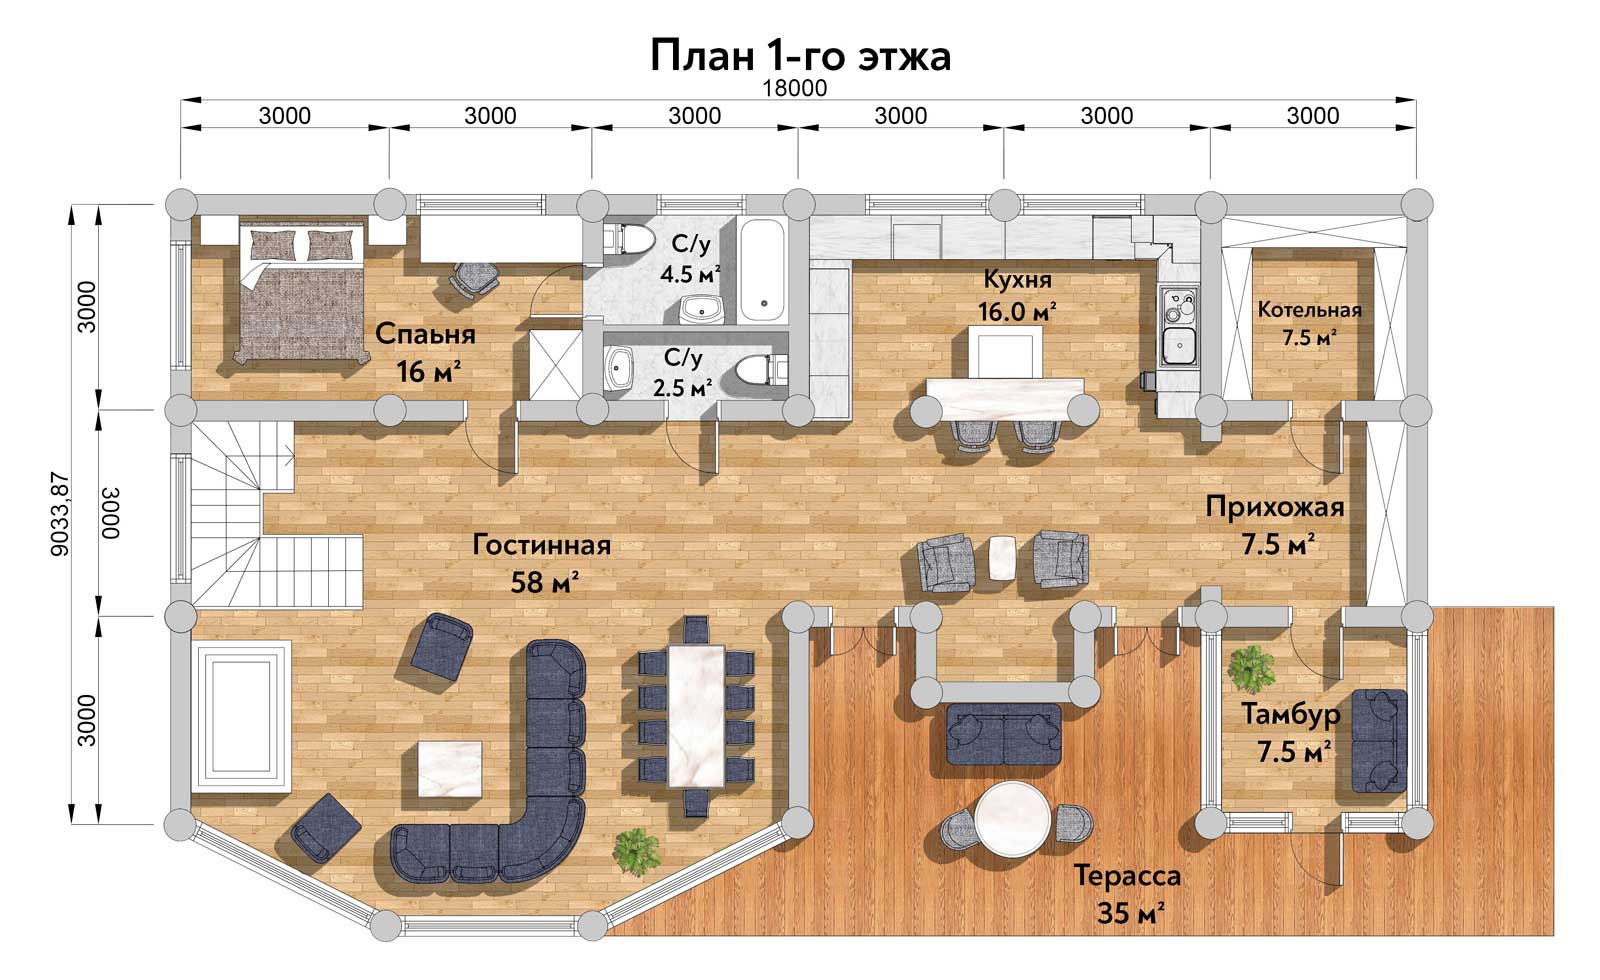 План 1-го этжа
18000
3000 3000 3000 3000 3000 3000
3000
3000
3000
9033,87
Спаьня
16 м²
С/у
4.5 м²
С/у
2.5 м²
Кухня
16.0 м²
Котельная
7.5 м²
Гостинная
58 м²
Прихожая
7.5 м²
Тамбур
7.5 м²
Терасса
35 м²